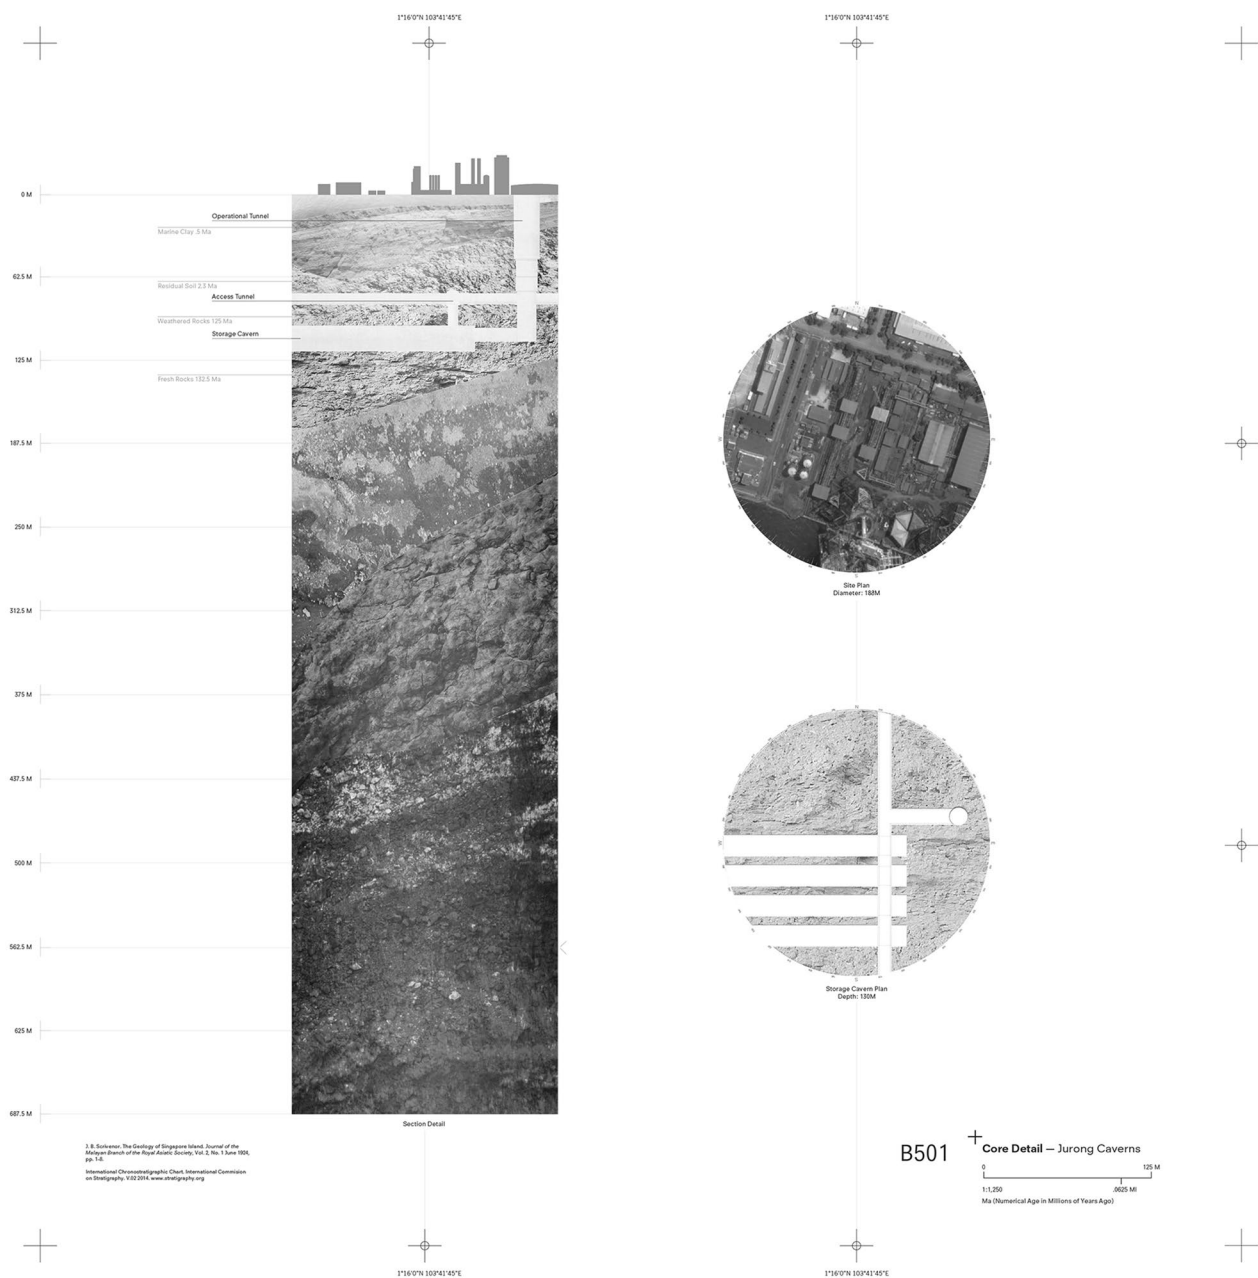 1°16'0"N 103°41'45"E
1°16'0"N 103°41'45"E
0 M
Operational Tunnel
Marine Clay .5 Ma
62.5 M
Residual Soil 2.5 Ma
Access Tunnel
Weathered Rocks 125 Ma
Storage Cavern
125 M
Fresh Rocks 132.5 Ma
187.5 M
250 M
312.5 M
375 M
437.5 M
500 M
562.5 M
625 M
687.5 M
Section Detail
N
E
S
W
Site Plan
Diameter: 188M
N
E
S
W
Storage Cavern Plan
Depth: 130M
J. B. Scrivenor. The Geology of Singapore Island. Journal of the
Malayan Branch of the Royal Asiatic Society, Vol. 2, No. 1 June 1924,
pp. 1-8.
International Chronostratigraphic Chart. International Commision
on Stratigraphy. V.02 2014. www.stratigraphy.org
B501
Core Detail — Jurong Caverns
0 125 M
1:1,250 .0625 MI
Ma (Numerical Age in Millions of Years Ago)
1°16'0"N 103°41'45"E
1°16'0"N 103°41'45"E